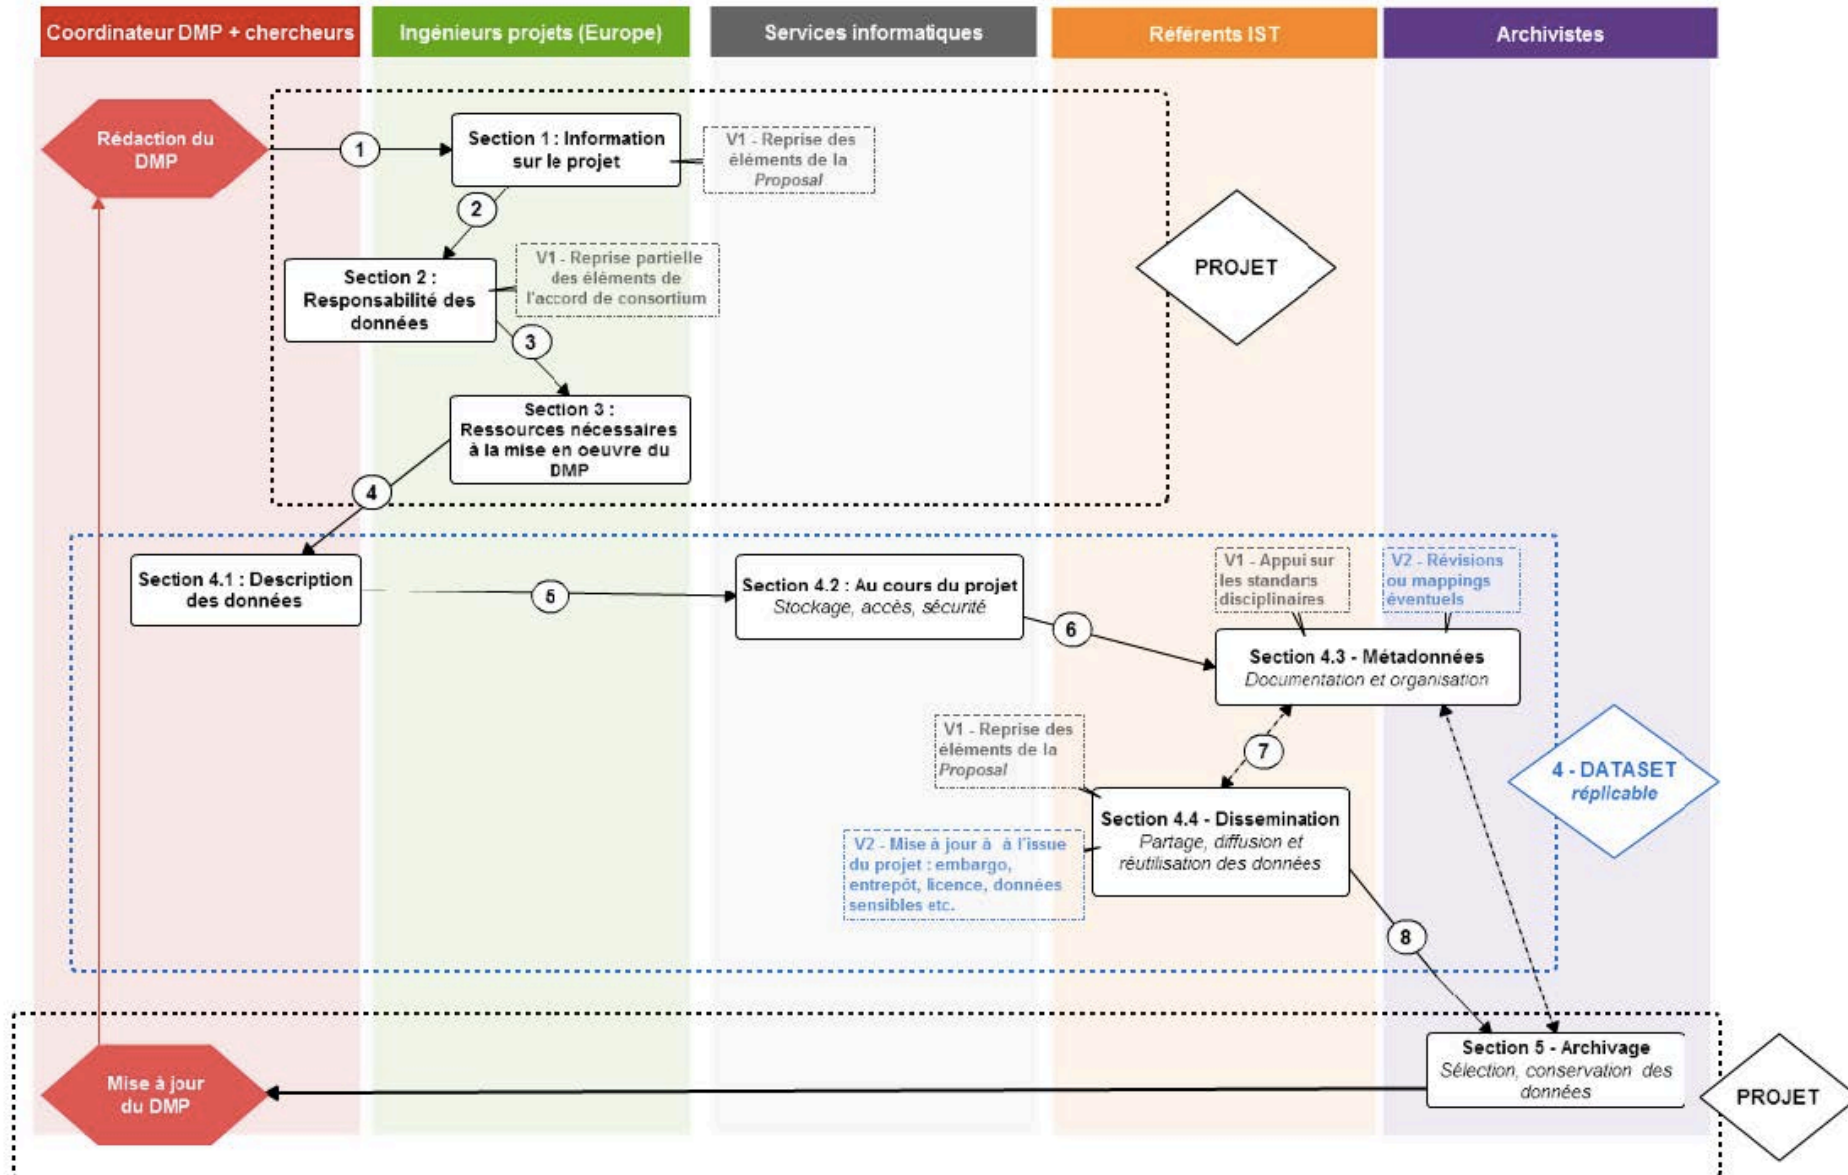 Coordinateur DMP + chercheurs
Ingénieurs projets (Europe)
Services informatiques
Référents IST
Archivistes
Rédaction du
DMP
1
Section 1 : Information
sur le projet
V1 - Reprise des
éléments de la
Proposal
2
Section 2 :
Responsabilité des
données
V1 - Reprise partielle
des éléments de
l'accord de consortium
PROJET
3
Section 3 :
Ressources nécessaires
à la mise en oeuvre du
DMP
4
Section 4.1 : Description
des données
5
Section 4.2 : Au cours du projet
Stockage, accès, sécurité
V1 - Appui sur
les standarts
disciplinaires
V2 - Révisions
ou mappings
éventuels
6
Section 4.3 - Métadonnées
Documentation et organisation
V1 - Reprise des
éléments de la
Proposal
7
4 - DATASET
réplicable
Section 4.4 - Dissemination
Partage, diffusion et
réutilisation des données
V2 - Mise à jour à à l'issue
du projet : embargo,
entrepôt, licence, données
sensibles etc.
8
Section 5 - Archivage
Sélection, conservation des
données
Mise à jour
du DMP
PROJET